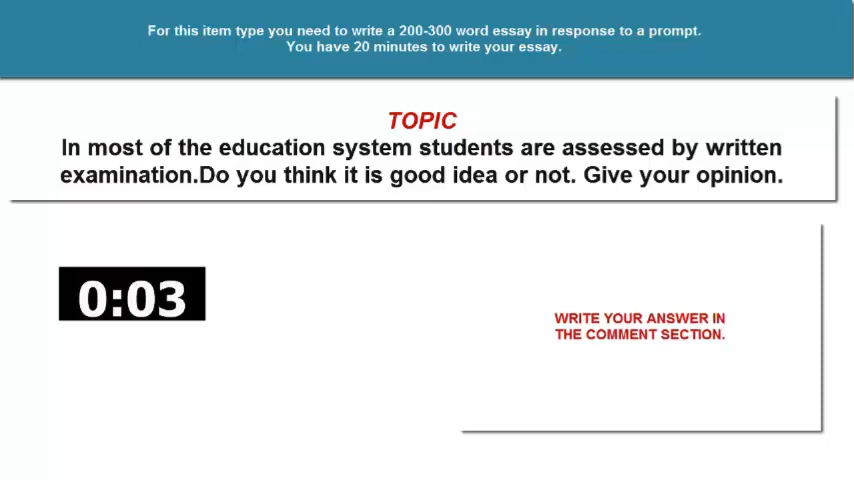 For this item type you need to write a 200-300 word essay in response to a prompt.
You have 20 minutes to write your essay.
TOPIC
In most of the education system students are assessed by written
examination.Do you think it is good idea or not. Give your opinion.
0:03
WRITE YOUR ANSWER IN
THE COMMENT SECTION.